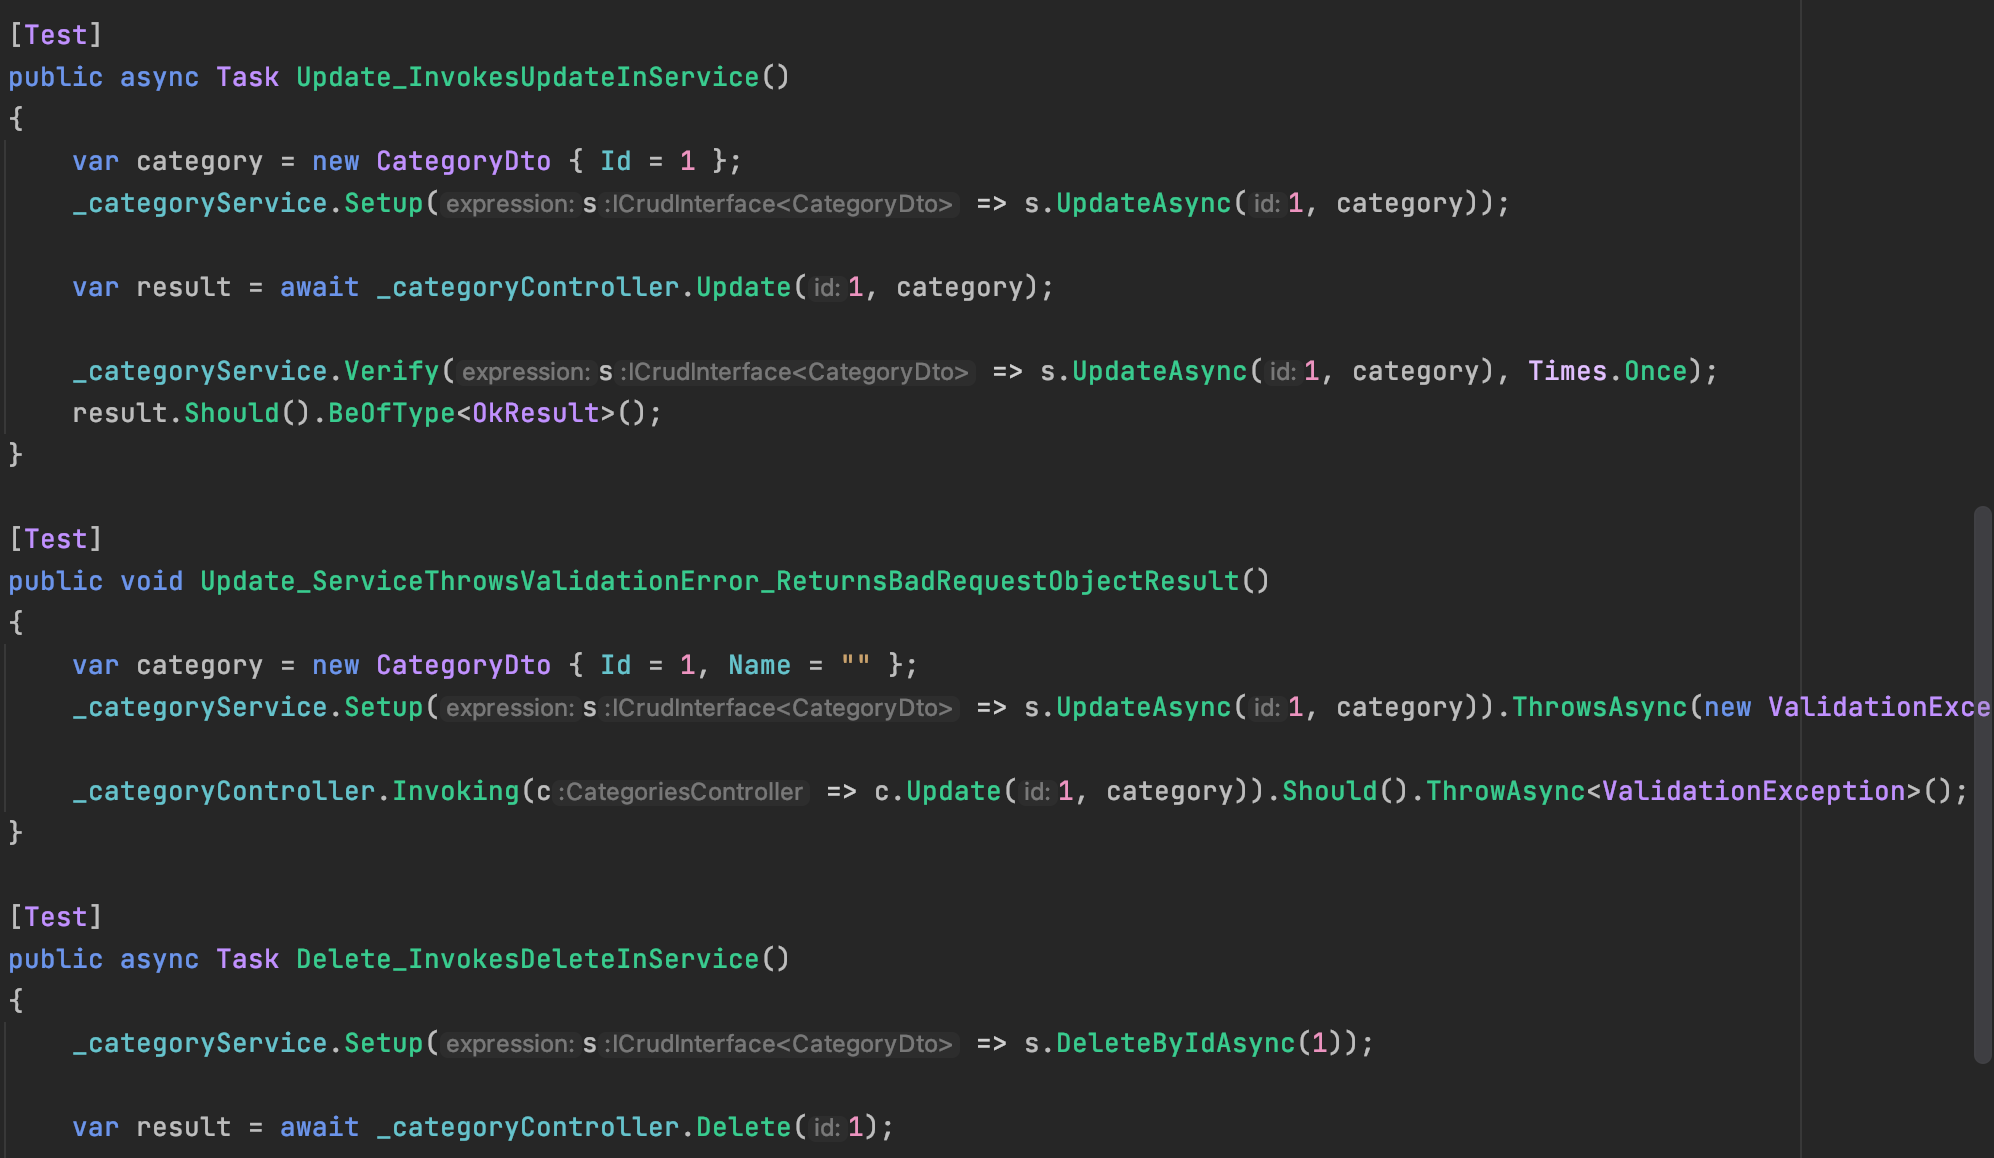 [Test]
public async Task Update_InvokesUpdateInService()
{
var category = new CategoryDto { Id = 1 };
_categoryService.Setup(expression: s :ICrudInterface<CategoryDto> => s.UpdateAsync(id: 1, category));
var result = await _categoryController.Update(id: 1, category);
_categoryService.Verify(expression: s :ICrudInterface<CategoryDto> => s.UpdateAsync(id: 1, category), Times.Once);
result.Should().BeOfType<OkResult>();
}
[Test]
public void Update_ServiceThrowsValidationError_ReturnsBadRequestObjectResult()
{
var category = new CategoryDto { Id = 1, Name = "" };
_categoryService.Setup(expression: s :ICrudInterface<CategoryDto> => s.UpdateAsync(id: 1, category)).ThrowsAsync(new ValidationExce
_categoryController.Invoking(c :CategoriesController => c.Update(id: 1, category)).Should().ThrowAsync<ValidationException>();
}
[Test]
public async Task Delete_InvokesDeleteInService()
{
_categoryService.Setup(expression: s :ICrudInterface<CategoryDto> => s.DeleteByIdAsync(1));
var result = await _categoryController.Delete(id: 1);